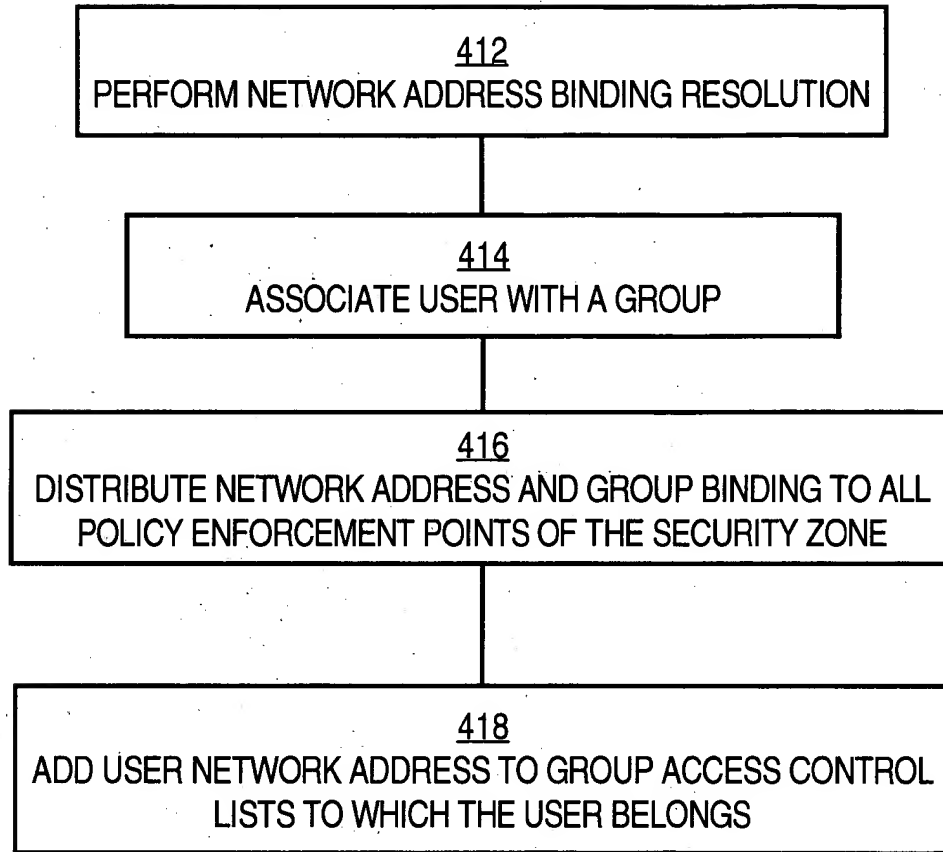 412
PERFORM NETWORK ADDRESS BINDING RESOLUTION
414
ASSOCIATE USER WITH A GROUP
416
DISTRIBUTE NETWORK ADDRESS AND GROUP BINDING TO ALL
POLICY ENFORCEMENT POINTS OF THE SECURITY ZONE
418
ADD USER NETWORK ADDRESS TO GROUP ACCESS CONTROL
LISTS TO WHICH THE USER BELONGS